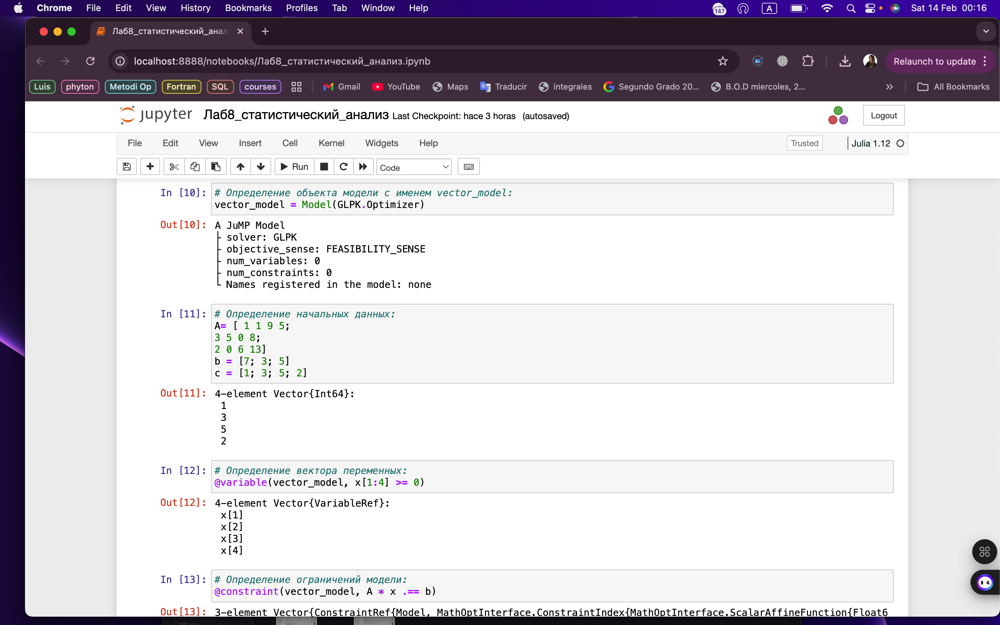 Chrome File Edit View History Bookmarks Profiles Tab Window Help 147 A Sat 14 Feb 00:16
Лаб8_статистический_анал
localhost:8888/notebooks/Лаб8_статистический_анализ.ipynb Relaunch to update
Luis phyton Metodi Op Fortran SQL courses Gmail YouTube Maps Traducir integrales Segundo Grado 20... B.O.D miercoles, 2... All Bookmarks
jupyter Лаб8_статистический_анализ Last Checkpoint: hace 3 horas (autosaved) Logout
File Edit View Insert Cell Kernel Widgets Help Trusted Julia 1.12
Run Code
In [10]: # Определение объекта модели с именем vector_model:
vector_model = Model(GLPK.Optimizer)
Out[10]: A JuMP Model
├ solver: GLPK
├ objective_sense: FEASIBILITY_SENSE
├ num_variables: 0
├ num_constraints: 0
└ Names registered in the model: none
In [11]: # Определение начальных данных:
A= [ 1 1 9 5;
3 5 0 8;
2 0 6 13]
b = [7; 3; 5]
c = [1; 3; 5; 2]
Out[11]: 4-element Vector{Int64}:
1
3
5
2
In [12]: # Определение вектора переменных:
@variable(vector_model, x[1:4] >= 0)
Out[12]: 4-element Vector{VariableRef}:
x[1]
x[2]
x[3]
x[4]
In [13]: # Определение ограничений модели:
@constraint(vector_model, A * x .== b)
Out[13]: 3-element Vector{ConstraintRef{Model, MathOptInterface.ConstraintIndex{MathOptInterface.ScalarAffineFunction{Float6